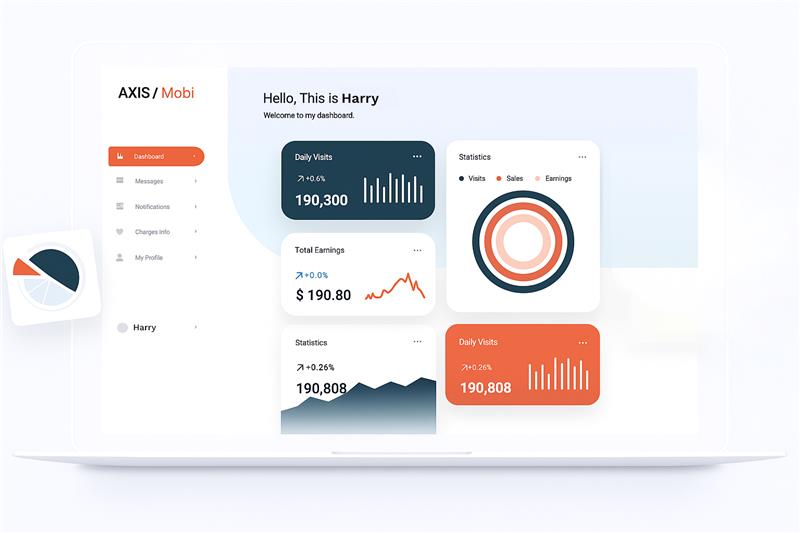 AXIS / Mobi
Hello, This is Harry
Welcome to my dashboard.
Dashboard
Messages
Notifications
Charges Info
My Profile
Harry
Daily Visits
+0.6%
190,300
Total Earnings
+0.0%
$ 190.80
Statistics
+0.26%
190,808
Statistics
Visits Sales Earnings
Daily Visits
+0.26%
190,808